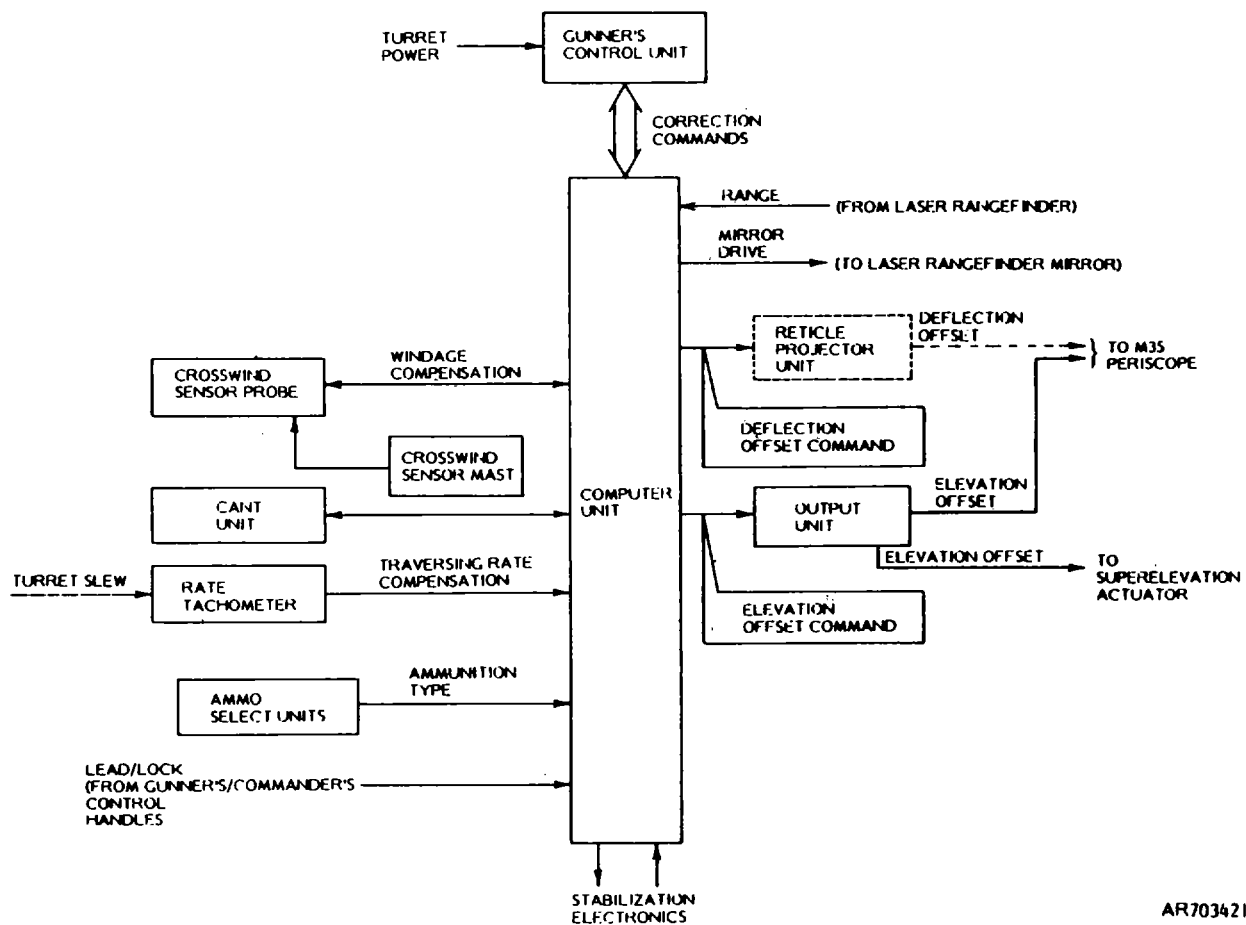 TURRET
POWER
GUNNER'S
CONTROL UNIT
CORRECTION
COMMANDS
RANGE
(FROM LASER RANGEFINDER)
MIRROR
DRIVE
(TO LASER RANGEFINDER MIRROR)
RETICLE
PROJECTOR
UNIT
DEFLECTION
OFFSET
TO M35
PERISCOPE
WINDAGE
COMPENSATION
CROSSWIND
SENSOR PROBE
DEFLECTION
OFFSET COMMAND
CROSSWIND
SENSOR MAST
COMPUTER
UNIT
CANT
UNIT
OUTPUT
UNIT
ELEVATION
OFFSET
ELEVATION OFFSET
TO
SUPERELEVATION
ACTUATOR
TURRET SLEW
RATE
TACHOMETER
TRAVERSING RATE
COMPENSATION
ELEVATION
OFFSET COMMAND
AMMO
SELECT UNITS
AMMUNITION
TYPE
LEAD/LOCK
(FROM GUNNER'S/COMMANDER'S
CONTROL
HANDLES
STABILIZATION
ELECTRONICS
AR703421